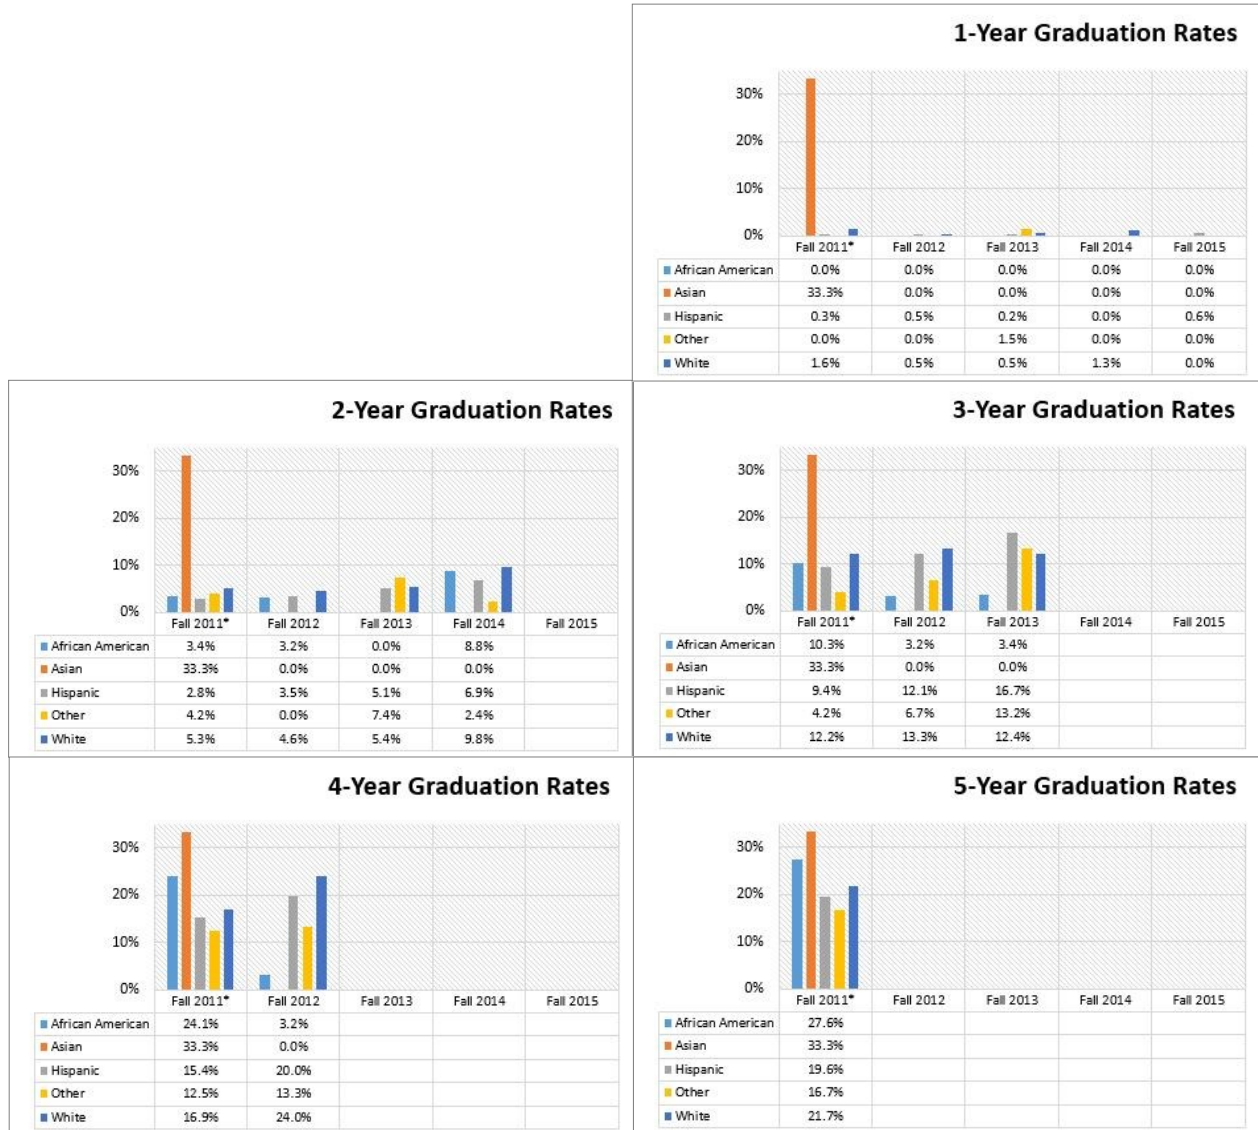 1-Year Graduation Rates
30%
20%
10%
0%
Fall 2011* Fall 2012 Fall 2013 Fall 2014 Fall 2015
African American 0.0% 0.0% 0.0% 0.0% 0.0%
Asian 33.3% 0.0% 0.0% 0.0% 0.0%
Hispanic 0.3% 0.5% 0.2% 0.0% 0.6%
Other 0.0% 0.0% 1.5% 0.0% 0.0%
White 1.6% 0.5% 0.5% 1.3% 0.0%
2-Year Graduation Rates
30%
20%
10%
0%
Fall 2011* Fall 2012 Fall 2013 Fall 2014 Fall 2015
African American 3.4% 3.2% 0.0% 8.8%
Asian 33.3% 0.0% 0.0% 0.0%
Hispanic 2.8% 3.5% 5.1% 6.9%
Other 4.2% 0.0% 7.4% 2.4%
White 5.3% 4.6% 5.4% 9.8%
3-Year Graduation Rates
30%
20%
10%
0%
Fall 2011* Fall 2012 Fall 2013 Fall 2014 Fall 2015
African American 10.3% 3.2% 3.4%
Asian 33.3% 0.0% 0.0%
Hispanic 9.4% 12.1% 16.7%
Other 4.2% 6.7% 13.2%
White 12.2% 13.3% 12.4%
4-Year Graduation Rates
30%
20%
10%
0%
Fall 2011* Fall 2012 Fall 2013 Fall 2014 Fall 2015
African American 24.1% 3.2%
Asian 33.3% 0.0%
Hispanic 15.4% 20.0%
Other 12.5% 13.3%
White 16.9% 24.0%
5-Year Graduation Rates
30%
20%
10%
0%
Fall 2011* Fall 2012 Fall 2013 Fall 2014 Fall 2015
African American 27.6%
Asian 33.3%
Hispanic 19.6%
Other 16.7%
White 21.7%